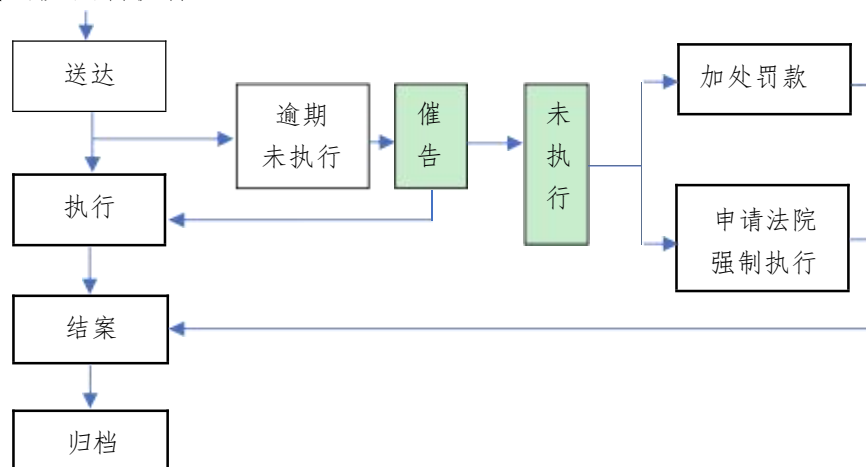 送达
逾期
未执行
催
告
未
执
行
加处罚款
执行
申请法院
强制执行
结案
归档